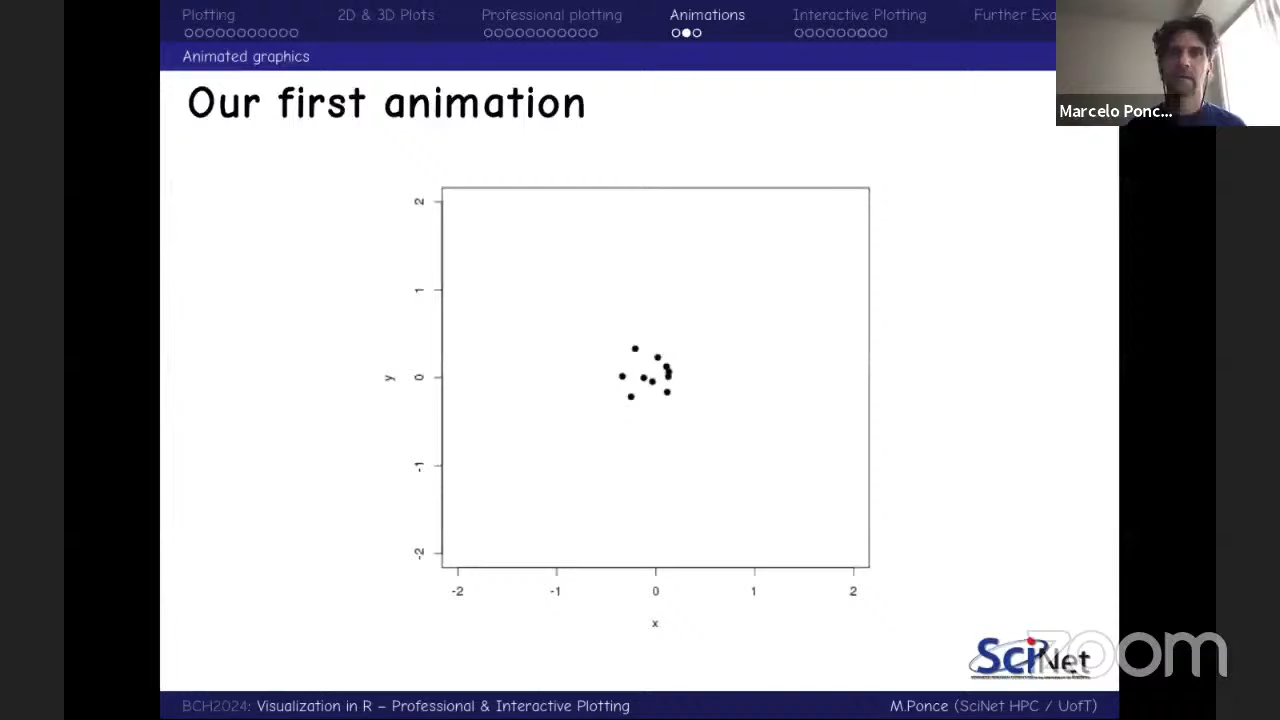 Plotting 2D & 3D Plots Professional plotting Animations Interactive Plotting Further Exa
Animated graphics
Marcelo Ponc...
Our first animation
2
1
y 0
-1
-2
-2 -1 0 1 2
x
SciNet
zoom
BCH2024: Visualization in R – Professional & Interactive Plotting M.Ponce (SciNet HPC / UofT)